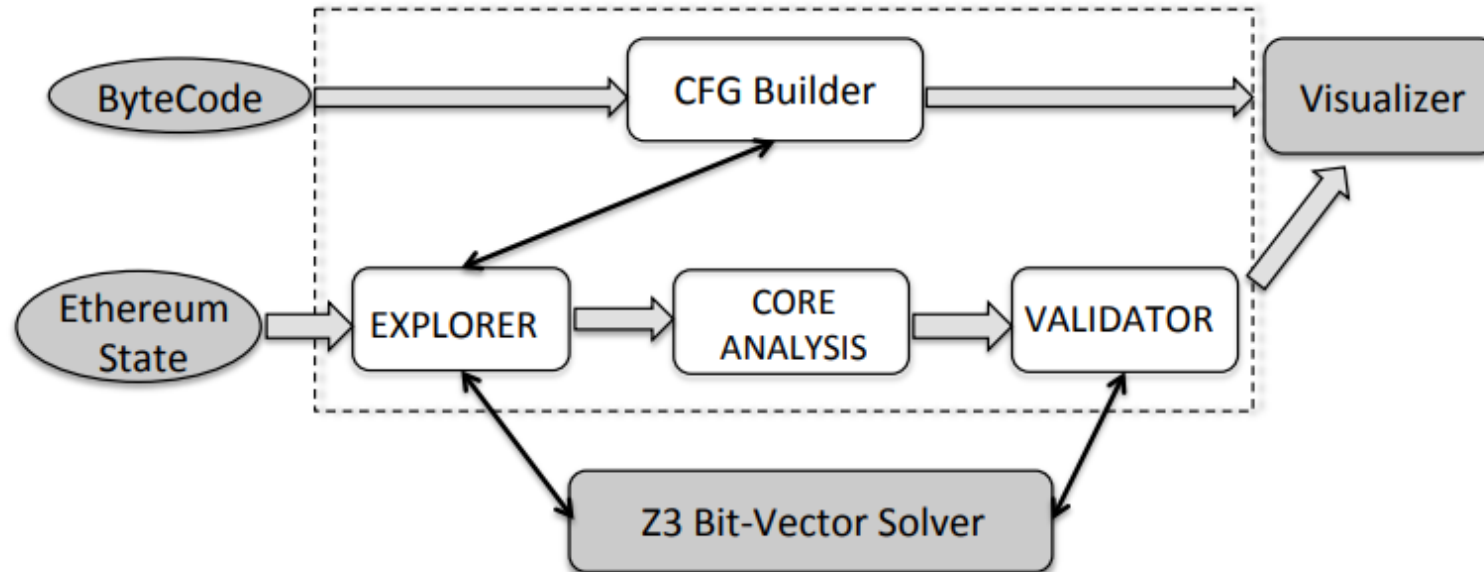 ByteCode
CFG Builder
Visualizer
Ethereum
State
EXPLORER
CORE
ANALYSIS
VALIDATOR
Z3 Bit-Vector Solver